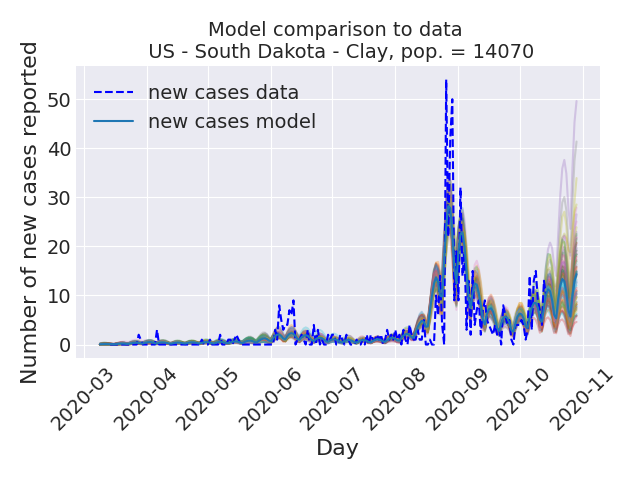 Model comparison to data
US - South Dakota - Clay, pop. = 14070
new cases data
new cases model
Number of new cases reported
50
40
30
20
10
0
2020-03
2020-04
2020-05
2020-06
2020-07
2020-08
2020-09
2020-10
2020-11
Day